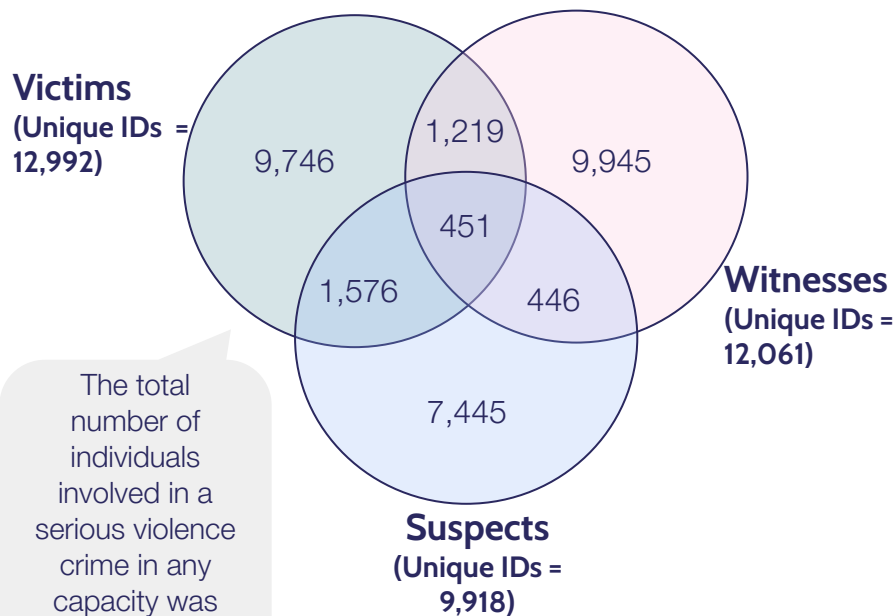 Victims
(Unique IDs =
12,992)
1,219
9,746
9,945
451
1,576
446
Witnesses
(Unique IDs =
12,061)
The total
number of
individuals
involved in a
serious violence
crime in any
capacity was
7,445
Suspects
(Unique IDs =
9,918)